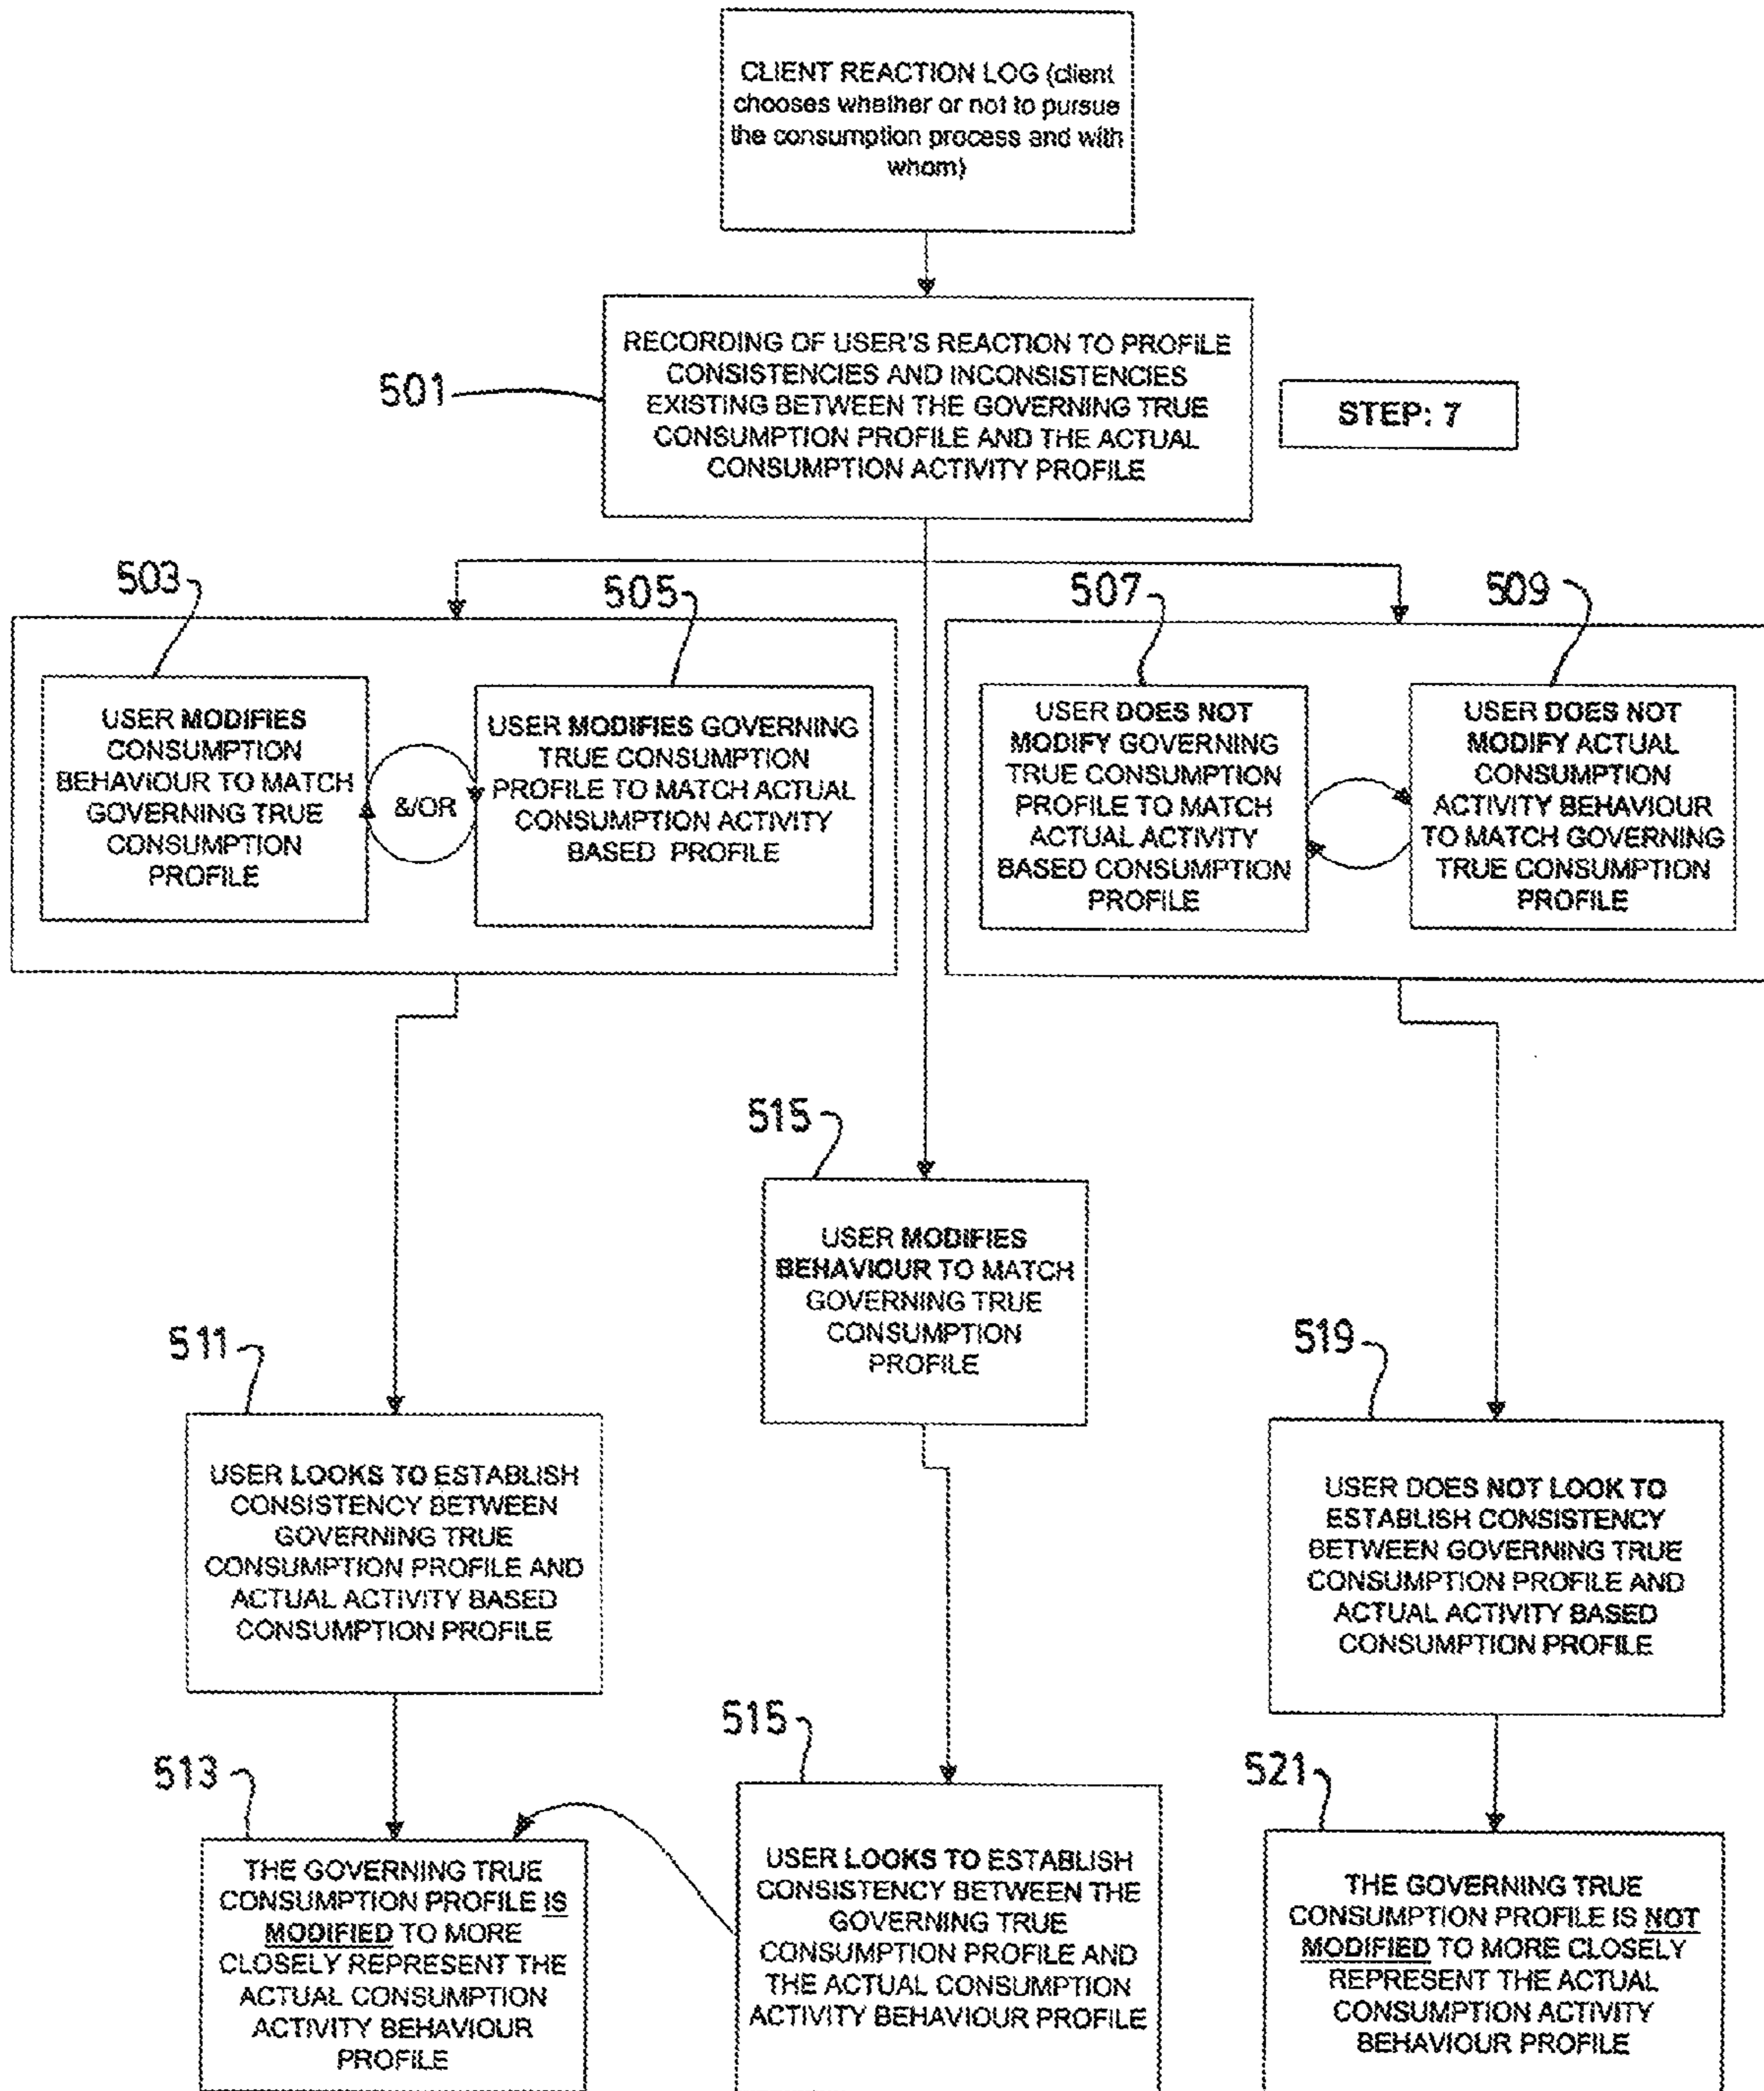 CLIENT REACTION LOG (client
chooses whether or not to pursue
the consumption process and with
whom)
501
RECORDING OF USER'S REACTION TO PROFILE
CONSISTENCIES AND INCONSISTENCIES
EXISTING BETWEEN THE GOVERNING TRUE
CONSUMPTION PROFILE AND THE ACTUAL
CONSUMPTION ACTIVITY PROFILE
STEP: 7
503
USER MODIFIES
CONSUMPTION
BEHAVIOUR TO MATCH
GOVERNING TRUE
CONSUMPTION
PROFILE
&/OR
505
USER MODIFIES GOVERNING
TRUE CONSUMPTION
PROFILE TO MATCH ACTUAL
CONSUMPTION ACTIVITY
BASED PROFILE
507
USER DOES NOT
MODIFY GOVERNING
TRUE CONSUMPTION
PROFILE TO MATCH
ACTUAL ACTIVITY
BASED CONSUMPTION
PROFILE
509
USER DOES NOT
MODIFY ACTUAL
CONSUMPTION
ACTIVITY BEHAVIOUR
TO MATCH GOVERNING
TRUE CONSUMPTION
PROFILE
515
USER MODIFIES
BEHAVIOUR TO MATCH
GOVERNING TRUE
CONSUMPTION
PROFILE
511
USER LOOKS TO ESTABLISH
CONSISTENCY BETWEEN
GOVERNING TRUE
CONSUMPTION PROFILE AND
ACTUAL ACTIVITY BASED
CONSUMPTION PROFILE
519
USER DOES NOT LOOK TO
ESTABLISH CONSISTENCY
BETWEEN GOVERNING TRUE
CONSUMPTION PROFILE AND
ACTUAL ACTIVITY BASED
CONSUMPTION PROFILE
513
THE GOVERNING TRUE
CONSUMPTION PROFILE IS
MODIFIED TO MORE
CLOSELY REPRESENT THE
ACTUAL CONSUMPTION
ACTIVITY BEHAVIOUR
PROFILE
515
USER LOOKS TO ESTABLISH
CONSISTENCY BETWEEN THE
GOVERNING TRUE
CONSUMPTION PROFILE AND
THE ACTUAL CONSUMPTION
ACTIVITY BEHAVIOUR PROFILE
521
THE GOVERNING TRUE
CONSUMPTION PROFILE IS NOT
MODIFIED TO MORE CLOSELY
REPRESENT THE ACTUAL
CONSUMPTION ACTIVITY
BEHAVIOUR PROFILE